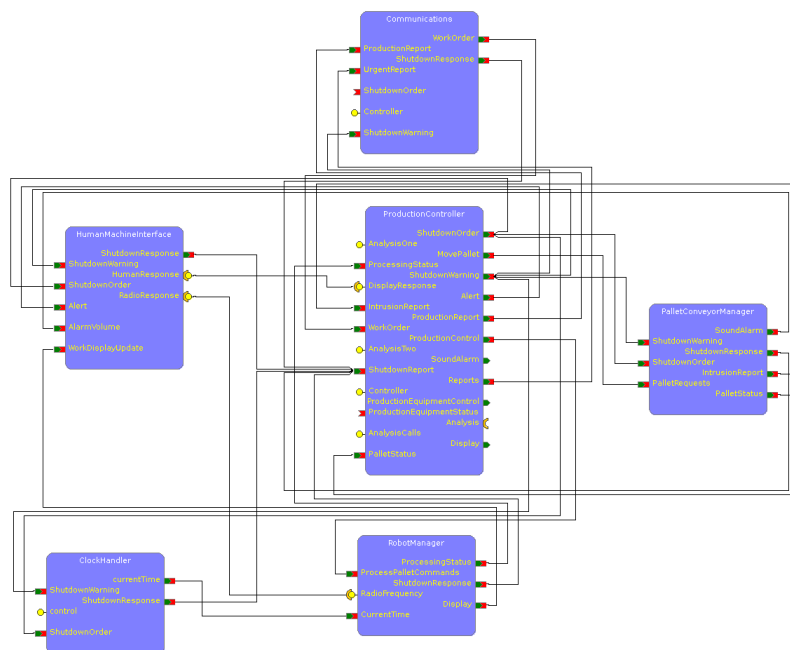 Communications
WorkOrder
ProductionReport
ShutdownResponse
UrgentReport
ShutdownOrder
Controller
ShutdownWarning
ProductionController
ShutdownOrder
AnalysisOne
MovePallet
ProcessingStatus
ShutdownWarning
DisplayResponse
Alert
IntrusionReport
ProductionReport
WorkOrder
ProductionControl
AnalysisTwo
SoundAlarm
ShutdownReport
Reports
Controller
ProductionEquipmentControl
ProductionEquipmentStatus
Analysis
AnalysisCalls
Display
PalletStatus
HumanMachineInterface
ShutdownResponse
ShutdownWarning
HumanResponse
ShutdownOrder
RadioResponse
Alert
AlarmVolume
WorkDisplayUpdate
PalletConveyorManager
SoundAlarm
ShutdownWarning
ShutdownResponse
ShutdownOrder
IntrusionReport
PalletRequests
PalletStatus
ClockHandler
currentTime
ShutdownWarning
ShutdownResponse
control
ShutdownOrder
RobotManager
ProcessingStatus
ProcessPalletCommands
ShutdownResponse
RadioFrequency
Display
CurrentTime